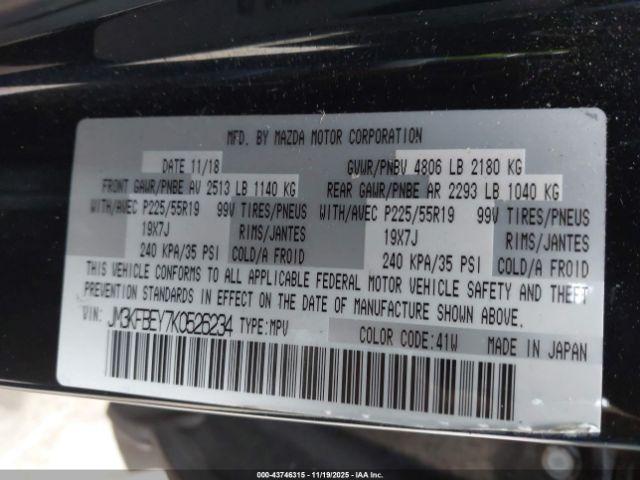 MFD. BY MAZDA MOTOR CORPORATION
DATE 11/18 GVWR/PNBV 4806 LB 2180 KG
FRONT GAWR/PNBE AV 2513 LB 1140 KG REAR GAWR/PNBE AR 2293 LB 1040 KG
WITH/AVEC P225/55R19 99V TIRES/PNEUS WITH/AVEC P225/55R19 99V TIRES/PNEUS
19X7J RIMS/JANTES 19X7J RIMS/JANTES
240 KPA/35 PSI COLD/A FROID 240 KPA/35 PSI COLD/A FROID
THIS VEHICLE CONFORMS TO ALL APPLICABLE FEDERAL MOTOR VEHICLE SAFETY AND THEFT
PREVENTION STANDARDS IN EFFECT ON THE DATE OF MANUFACTURE SHOWN ABOVE.
VIN: JM3KFBEY7K0526234 TYPE:MPV COLOR CODE:41W MADE IN JAPAN
000-43746315 - 11/19/2025 - IAA Inc.